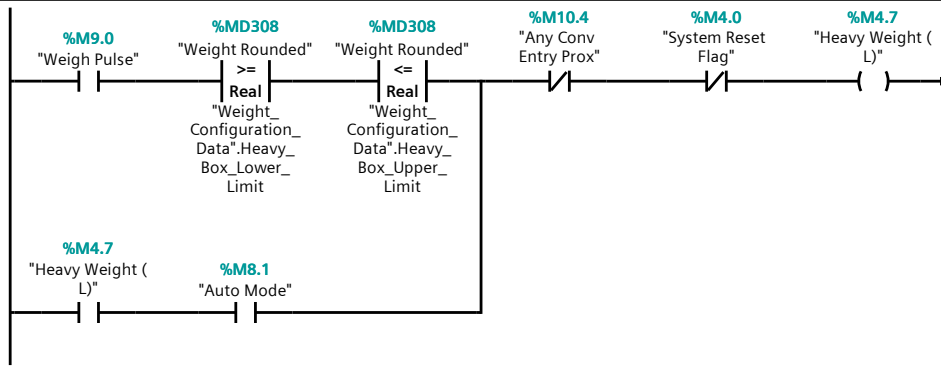 %M9.0
"Weigh Pulse"
%MD308
"Weight Rounded"
>=
Real
"Weight_
Configuration_
Data".Heavy_
Box_Lower_
Limit
%MD308
"Weight Rounded"
<=
Real
"Weight_
Configuration_
Data".Heavy_
Box_Upper_
Limit
%M10.4
"Any Conv
Entry Prox"
%M4.0
"System Reset
Flag"
%M4.7
"Heavy Weight (
L)"
%M4.7
"Heavy Weight (
L)"
%M8.1
"Auto Mode"